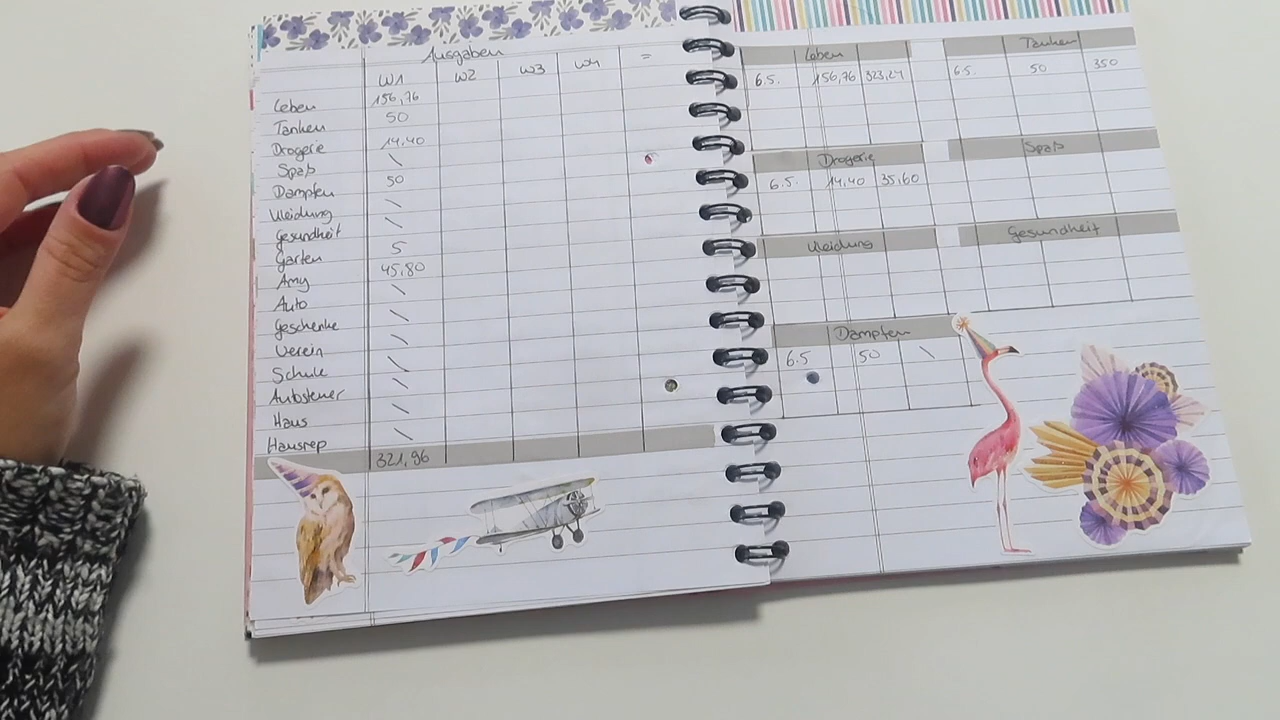 Ausgaben
W1 W2 W3 W4 =
Leben 156,76
Tanken 50
Drogerie 14,40
Spaß \
Dampfen 50
Kleidung \
Gesundheit \
Garten 5
Amy 45,80
Auto \
Geschenke \
Verein \
Schule \
\
Haus \
Hausrep \
321,96
Leben
6.5. 156,76 323,24
Tanken
6.5. 50 350
Drogerie
6.5. 14,40 35,60
Spaß
Kleidung
Gesundheit
Dampfen
6.5 50 \